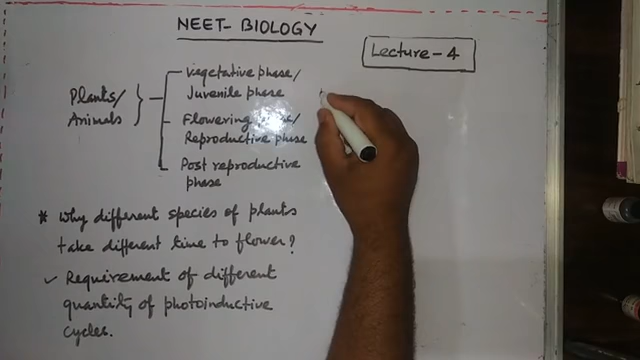 NEET- BIOLOGY
Lecture - 4
Plants/
Animals
Vegetative phase/
Juvenile phase
Flowering phase/
Reproductive phase
Post reproductive
phase
* Why different species of plants
take different time to flower?
✓ Requirement of different
quantity of photoinductive
cycles.